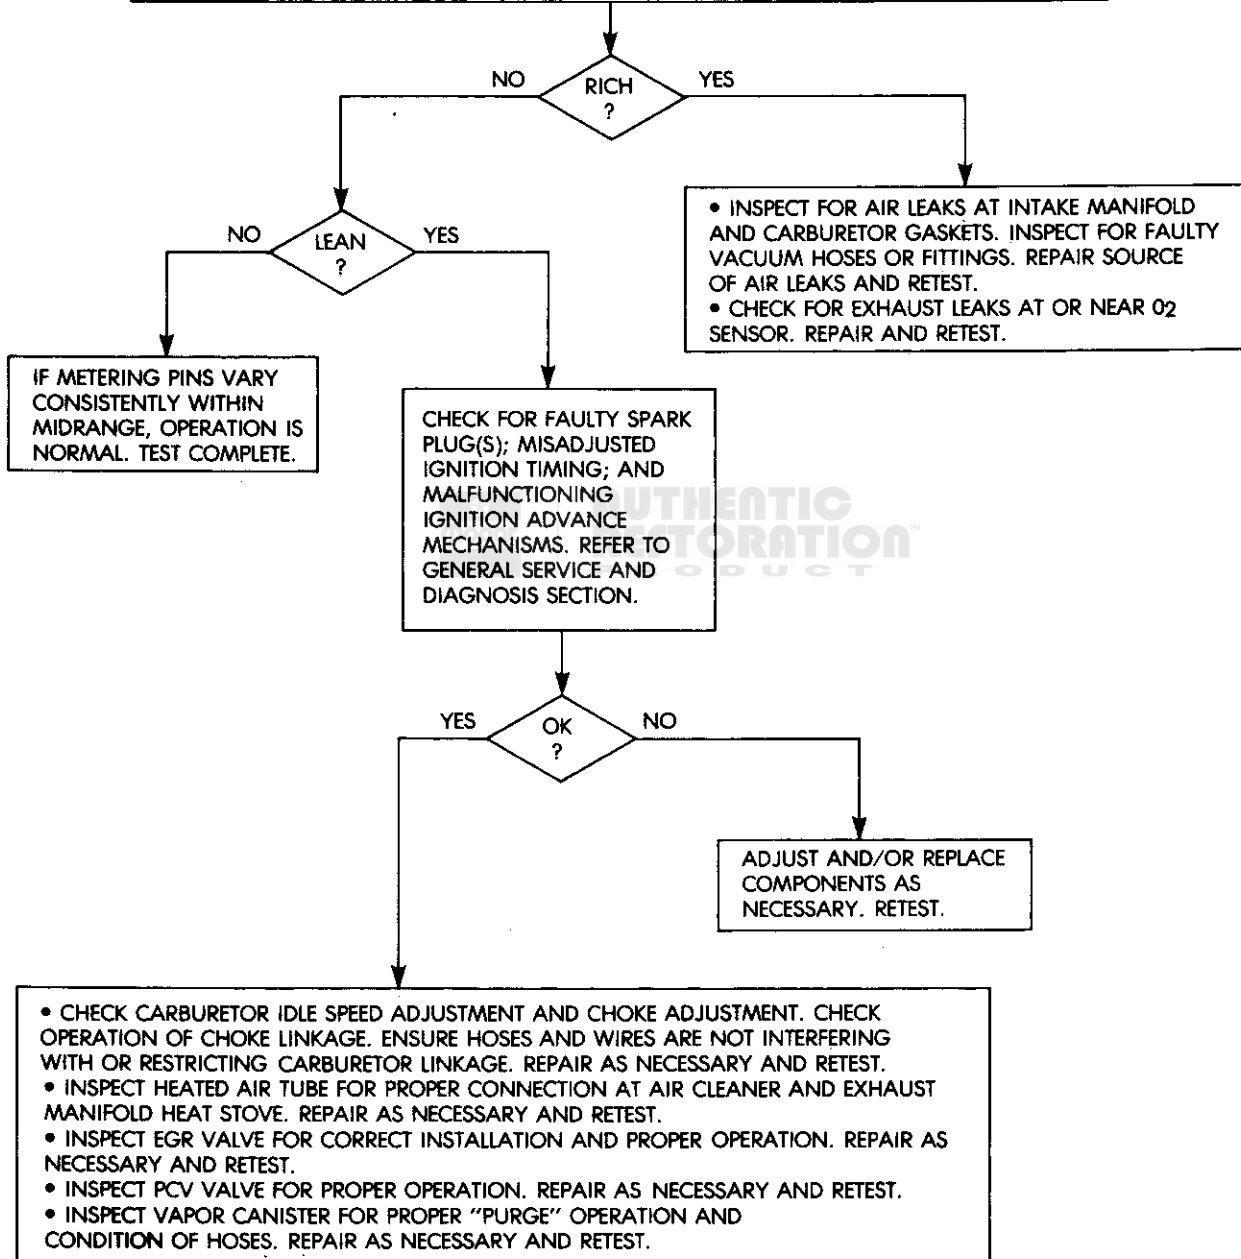 NO
RICH
?
YES
NO
LEAN
?
YES
• INSPECT FOR AIR LEAKS AT INTAKE MANIFOLD
AND CARBURETOR GASKETS. INSPECT FOR FAULTY
VACUUM HOSES OR FITTINGS. REPAIR SOURCE
OF AIR LEAKS AND RETEST.
• CHECK FOR EXHAUST LEAKS AT OR NEAR O2
SENSOR. REPAIR AND RETEST.
IF METERING PINS VARY
CONSISTENTLY WITHIN
MIDRANGE, OPERATION IS
NORMAL. TEST COMPLETE.
CHECK FOR FAULTY SPARK
PLUG(S); MISADJUSTED
IGNITION TIMING; AND
MALFUNCTIONING
IGNITION ADVANCE
MECHANISMS. REFER TO
GENERAL SERVICE AND
DIAGNOSIS SECTION.
AUTHENTIC
RESTORATION™
PRODUCT
YES
OK
?
NO
ADJUST AND/OR REPLACE
COMPONENTS AS
NECESSARY. RETEST.
• CHECK CARBURETOR IDLE SPEED ADJUSTMENT AND CHOKE ADJUSTMENT. CHECK
OPERATION OF CHOKE LINKAGE. ENSURE HOSES AND WIRES ARE NOT INTERFERING
WITH OR RESTRICTING CARBURETOR LINKAGE. REPAIR AS NECESSARY AND RETEST.
• INSPECT HEATED AIR TUBE FOR PROPER CONNECTION AT AIR CLEANER AND EXHAUST
MANIFOLD HEAT STOVE. REPAIR AS NECESSARY AND RETEST.
• INSPECT EGR VALVE FOR CORRECT INSTALLATION AND PROPER OPERATION. REPAIR AS
NECESSARY AND RETEST.
• INSPECT PCV VALVE FOR PROPER OPERATION. REPAIR AS NECESSARY AND RETEST.
• INSPECT VAPOR CANISTER FOR PROPER "PURGE" OPERATION AND
CONDITION OF HOSES. REPAIR AS NECESSARY AND RETEST.